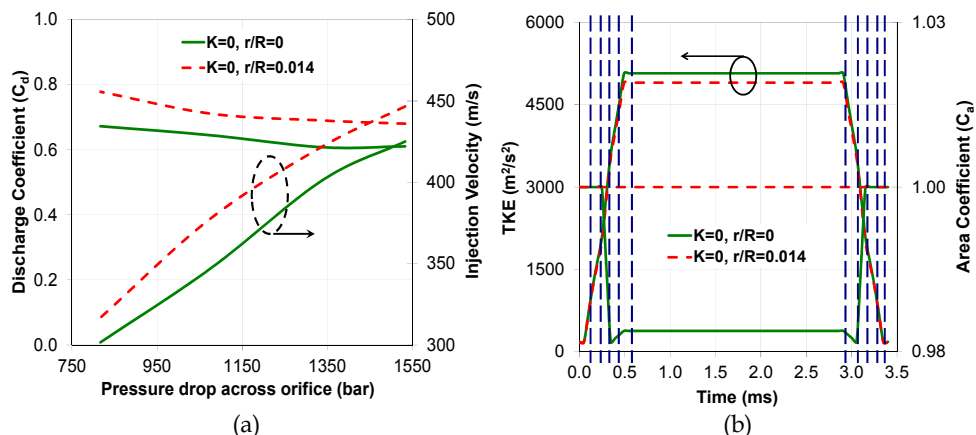 1.0
0.8
0.6
0.4
0.2
0.0
Discharge Coefficient (C_d)
K=0, r/R=0
K=0, r/R=0.014
500
450
400
350
300
Injection Velocity (m/s)
750 950 1150 1350 1550
Pressure drop across orifice (bar)
(a)
6000
4500
3000
1500
0
TKE (m²/s²)
K=0, r/R=0
K=0, r/R=0.014
1.03
1.00
0.98
Area Coefficient (C_a)
0.0 0.5 1.0 1.5 2.0 2.5 3.0 3.5
Time (ms)
(b)